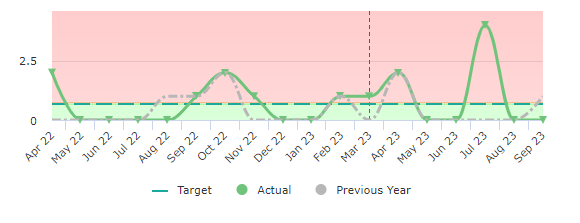 2.5
0
Apr 22
May 22
Jun 22
Jul 22
Aug 22
Sep 22
Oct 22
Nov 22
Dec 22
Jan 23
Feb 23
Mar 23
Apr 23
May 23
Jun 23
Jul 23
Aug 23
Sep 23
Target Actual Previous Year